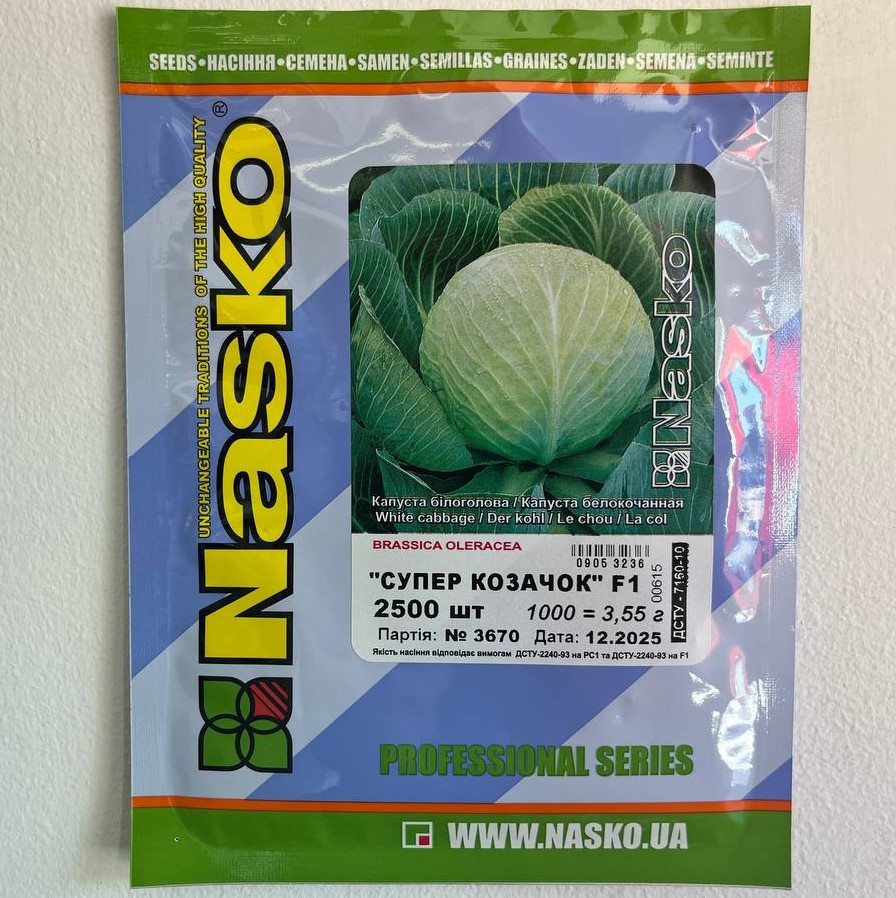 SEEDS•НАСІННЯ•СЕМЕНА•SAMEN•SEMILLAS•GRAINES•ZADEN•SEMENA•SEMINTE
UNCHANGEABLE TRADITIONS OF THE HIGH QUALITY
Nasko®
Nasko
Капуста білоголова / Капуста белокочанная
White cabbage / Der kohl / Le chou / La col
BRASSICA OLERACEA
0905 3236
"СУПЕР КОЗАЧОК" F1
2500 шт 1000 = 3,55 г
Партія: № 3670 Дата: 12.2025
00615
ДСТУ - 7160-10
Якість насіння відповідає вимогам ДСТУ-2240-93 на РС1 та ДСТУ-2240-93 на F1
PROFESSIONAL SERIES
WWW.NASKO.UA